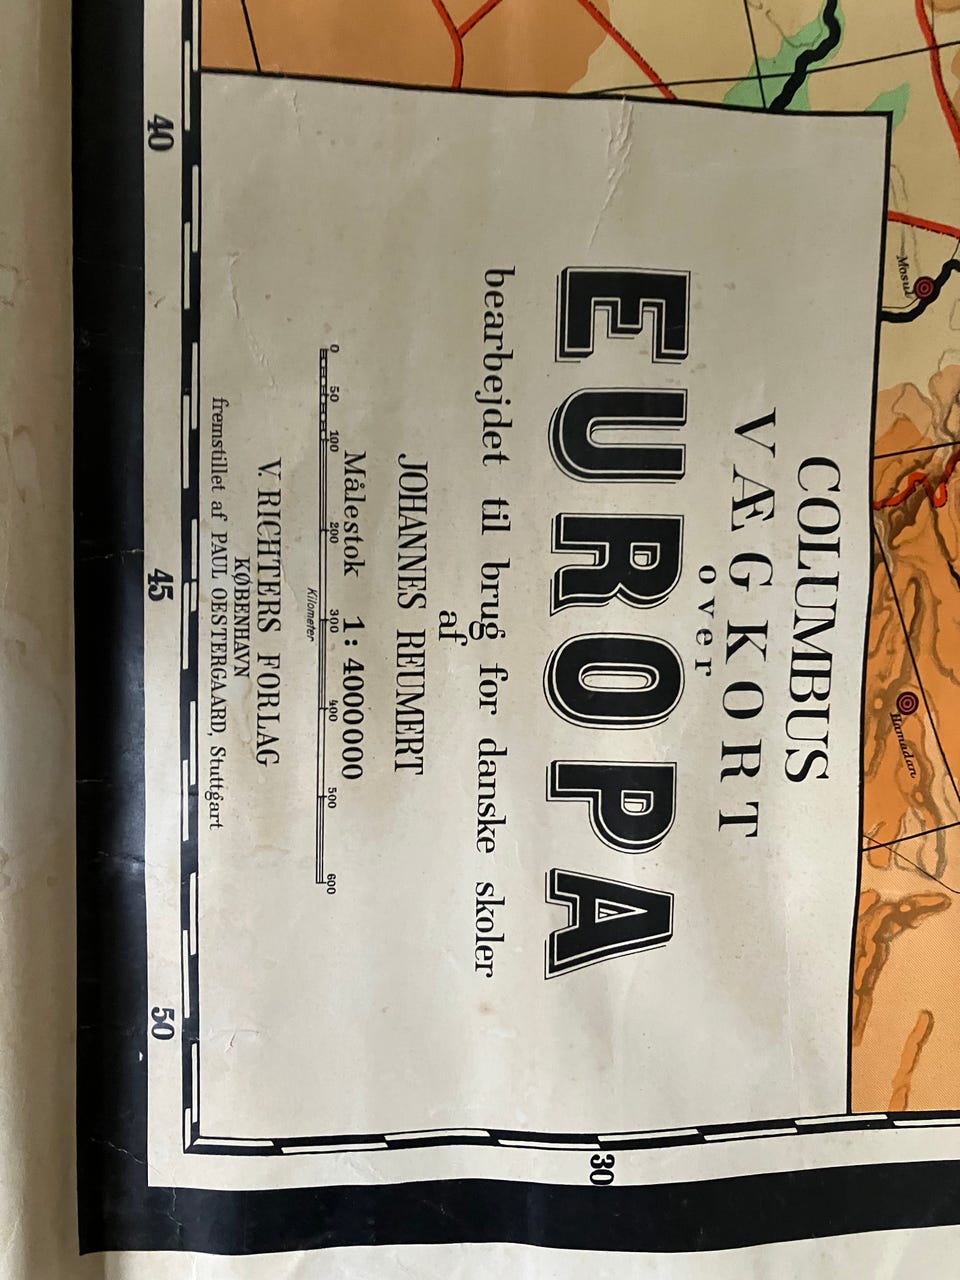 COLUMBUS
VÆGKORT
over
EUROPA
bearbejdet til brug for danske skoler
af
JOHANNES REUMERT
Målestok 1:4000000
0 50 100 200 300 400 500 600
Kilometer
V. RICHTERS FORLAG
KØBENHAVN
fremstillet af PAUL OESTERGAARD, Stuttgart
40 45 50
30
Mosul
Hamadan